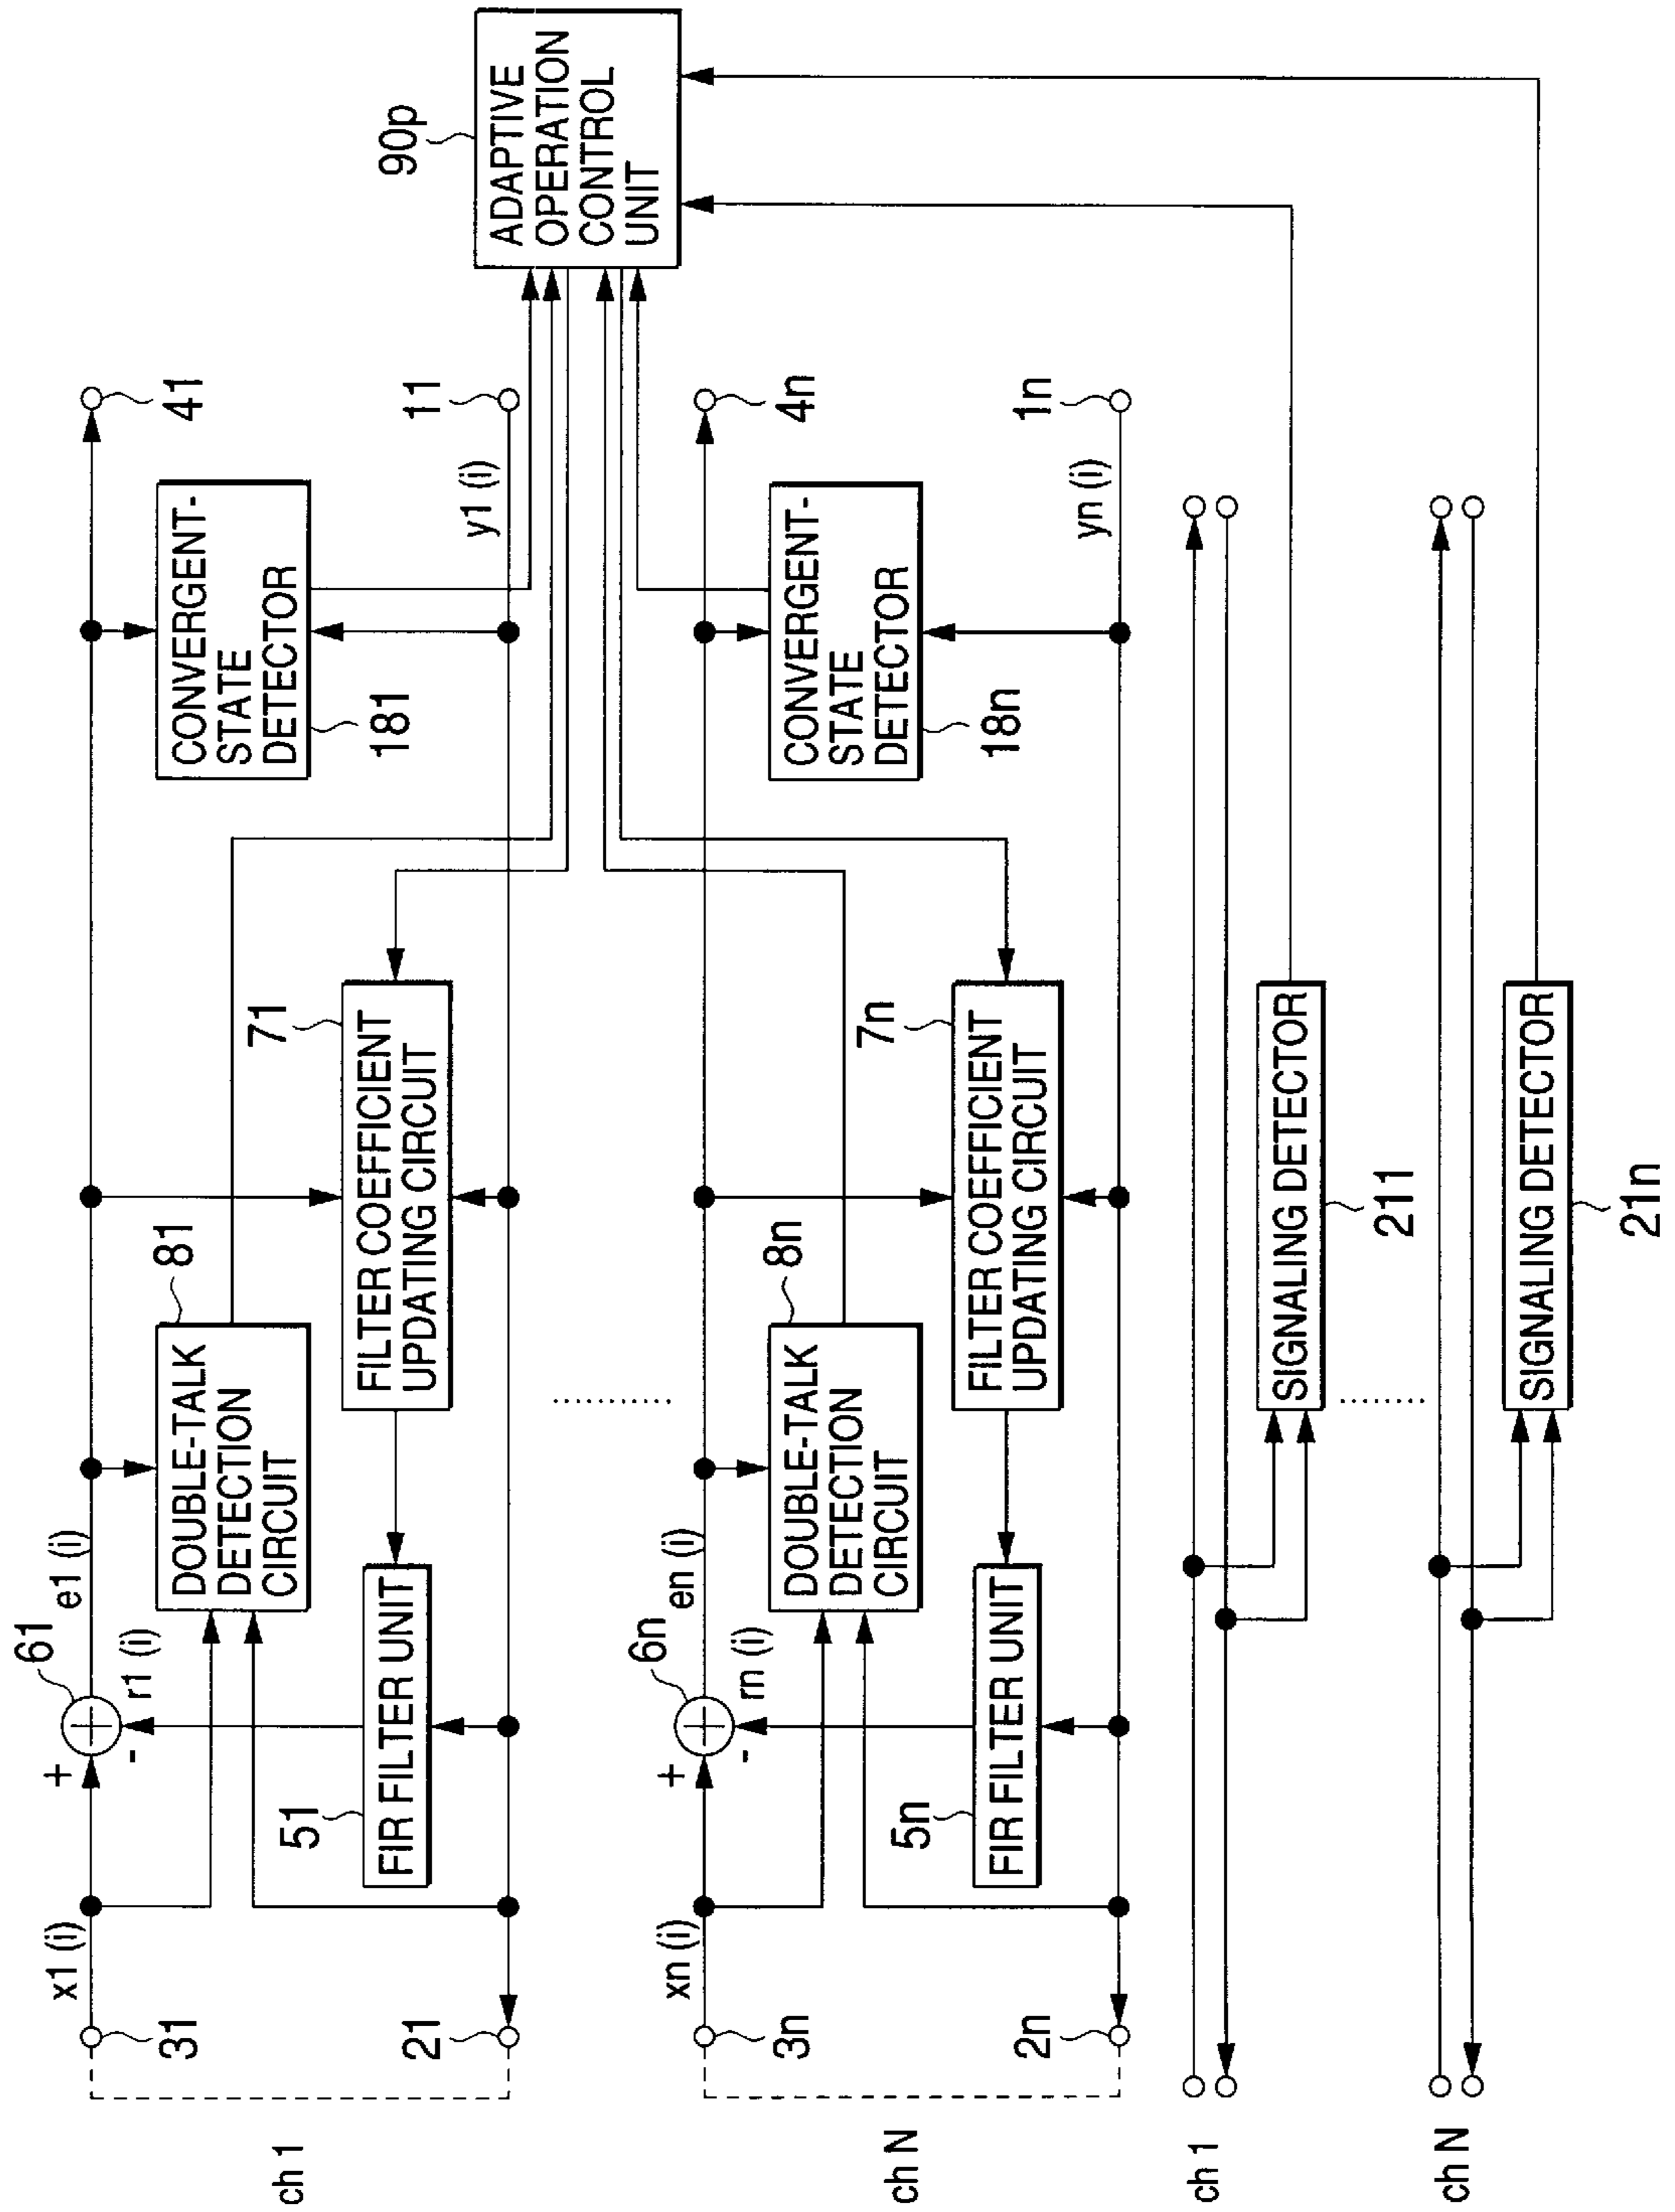 ch 1
31
x1 (i)
+
-
61
r1 (i)
e1 (i)
81
DOUBLE-TALK
DETECTION
CIRCUIT
51
FIR FILTER UNIT
71
FILTER COEFFICIENT
UPDATING CIRCUIT
CONVERGENT-
STATE
DETECTOR
181
41
21
y1 (i)
11
90p
ADAPTIVE
OPERATION
CONTROL
UNIT
ch N
3n
xn (i)
+
-
6n
rn (i)
en (i)
8n
DOUBLE-TALK
DETECTION
CIRCUIT
5n
FIR FILTER UNIT
7n
FILTER COEFFICIENT
UPDATING CIRCUIT
CONVERGENT-
STATE
DETECTOR
18n
4n
2n
yn (i)
1n
ch 1
SIGNALING DETECTOR
211
ch N
SIGNALING DETECTOR
21n